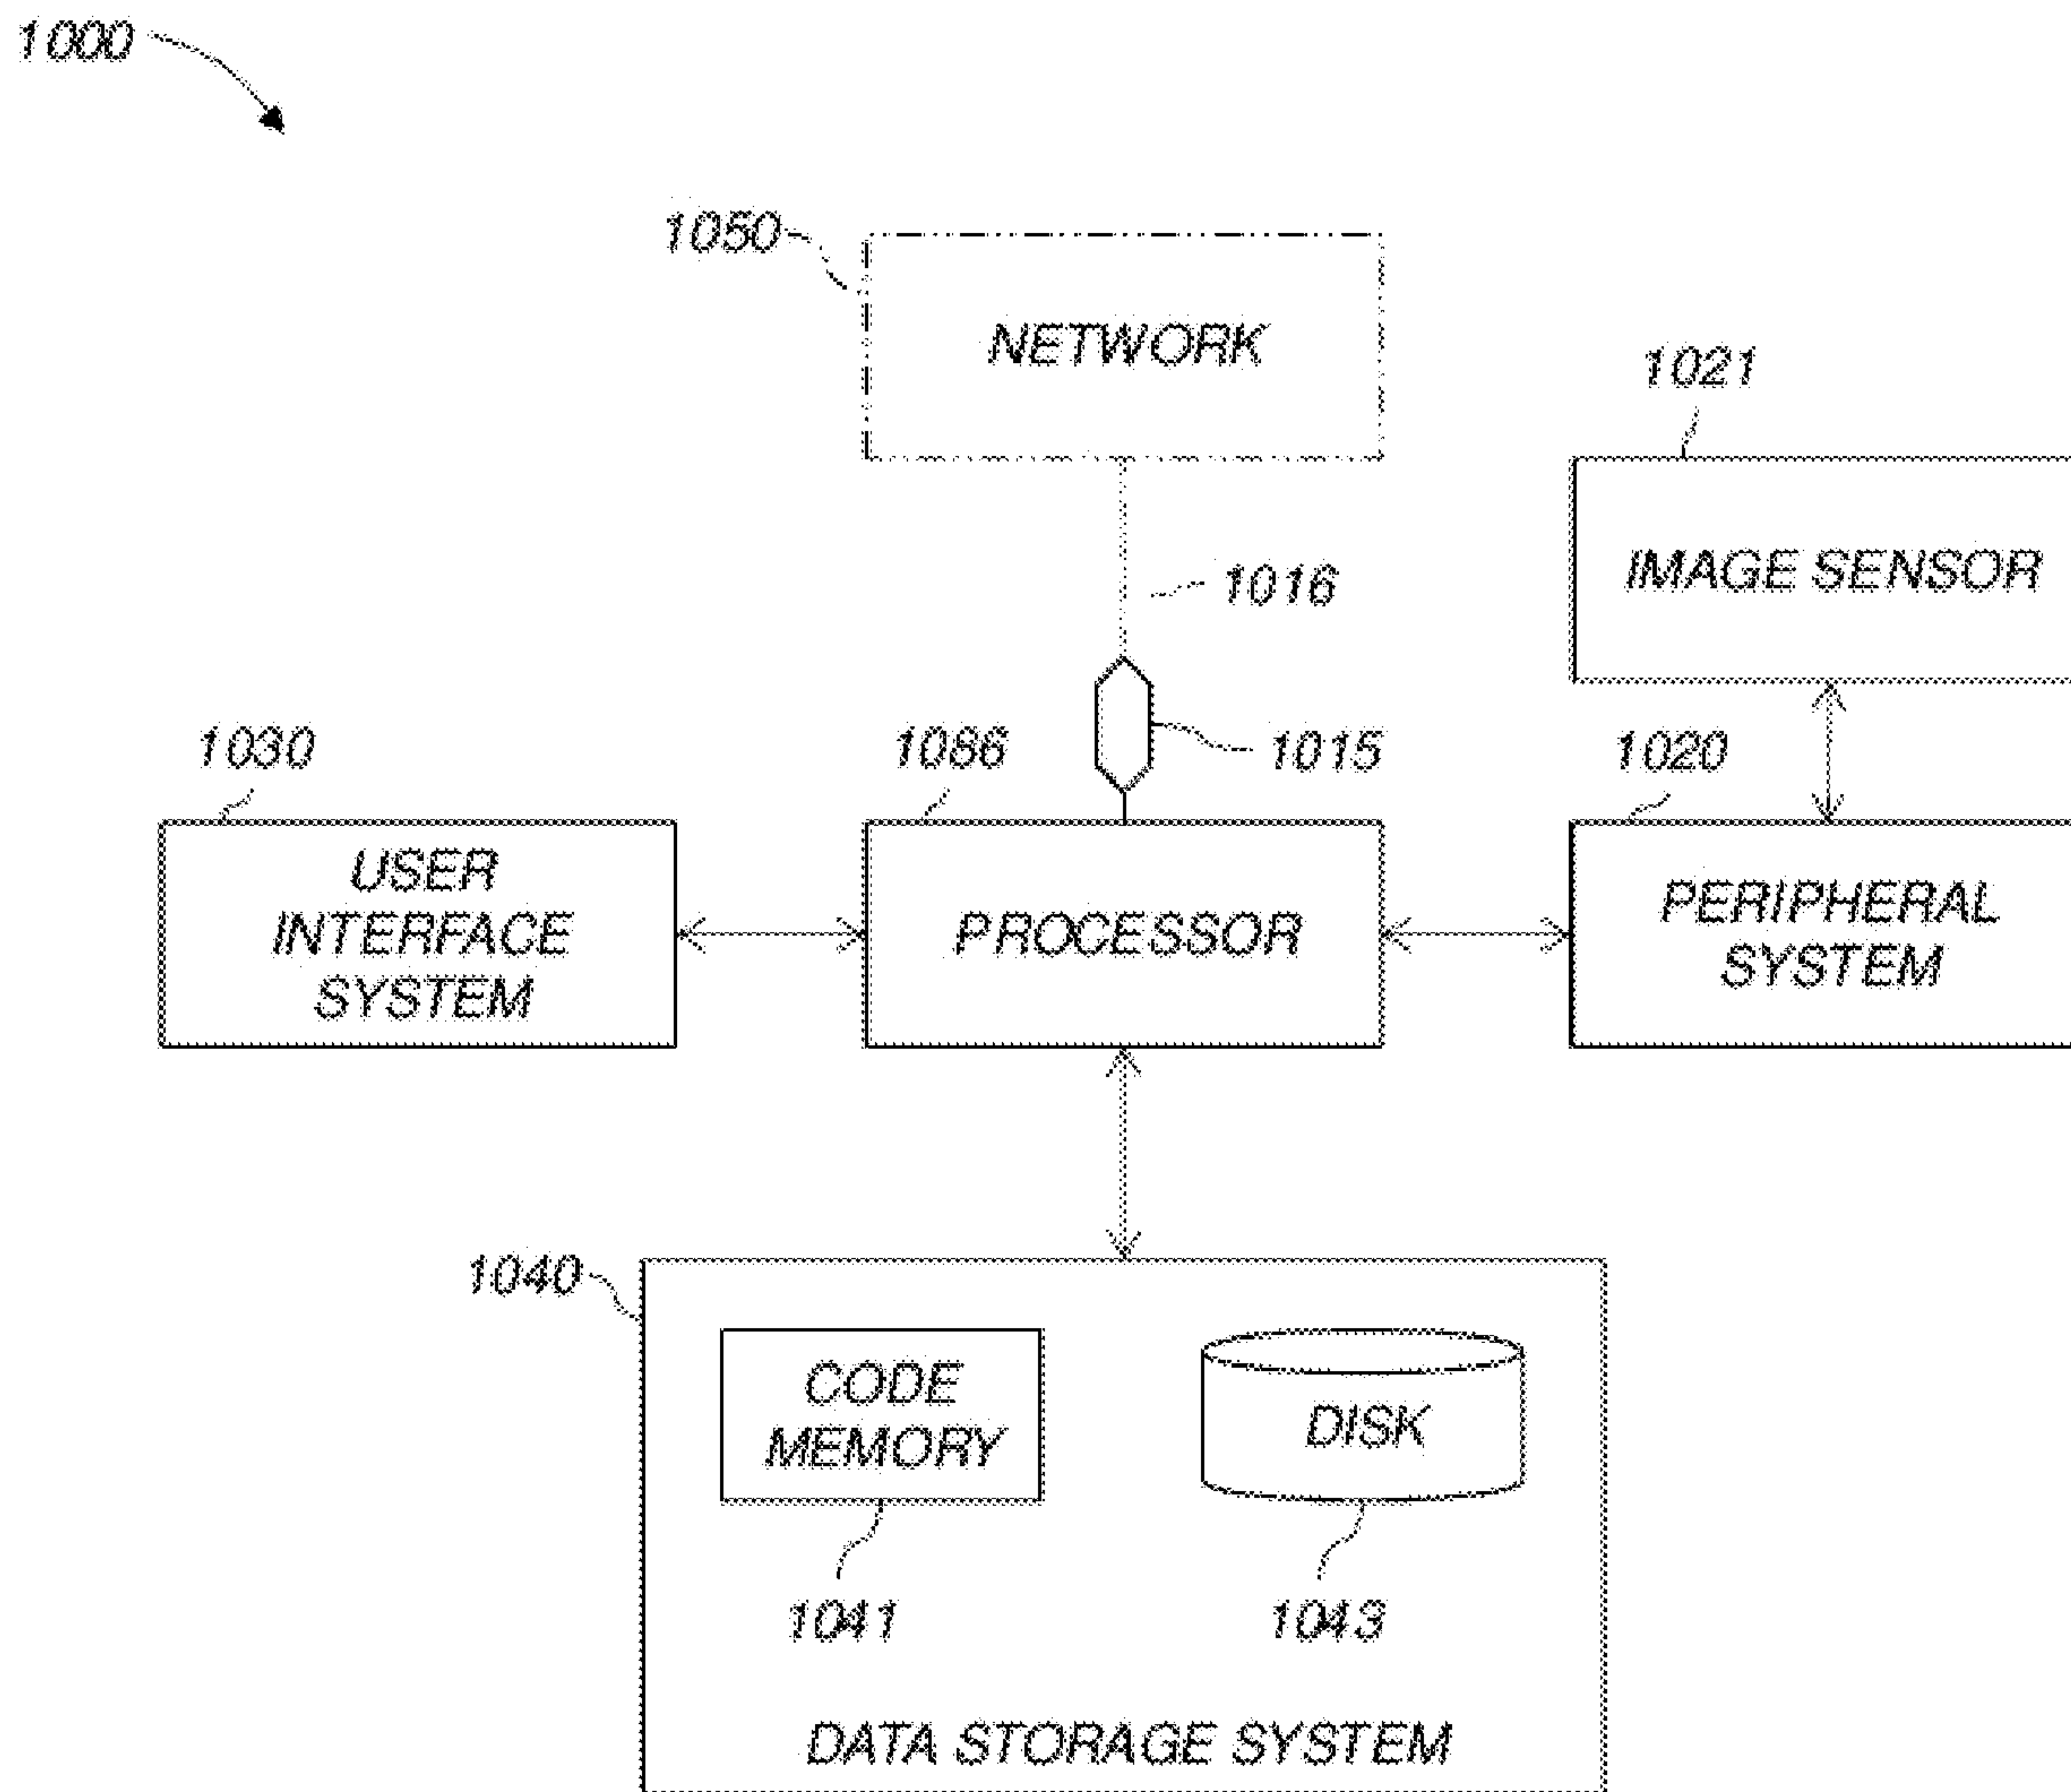 1000
1050
NETWORK
1021
IMAGE SENSOR
1016
1015
1030
1086
1020
USER
INTERFACE
SYSTEM
PROCESSOR
PERIPHERAL
SYSTEM
1040
CODE
MEMORY
DISK
1041
1043
DATA STORAGE SYSTEM